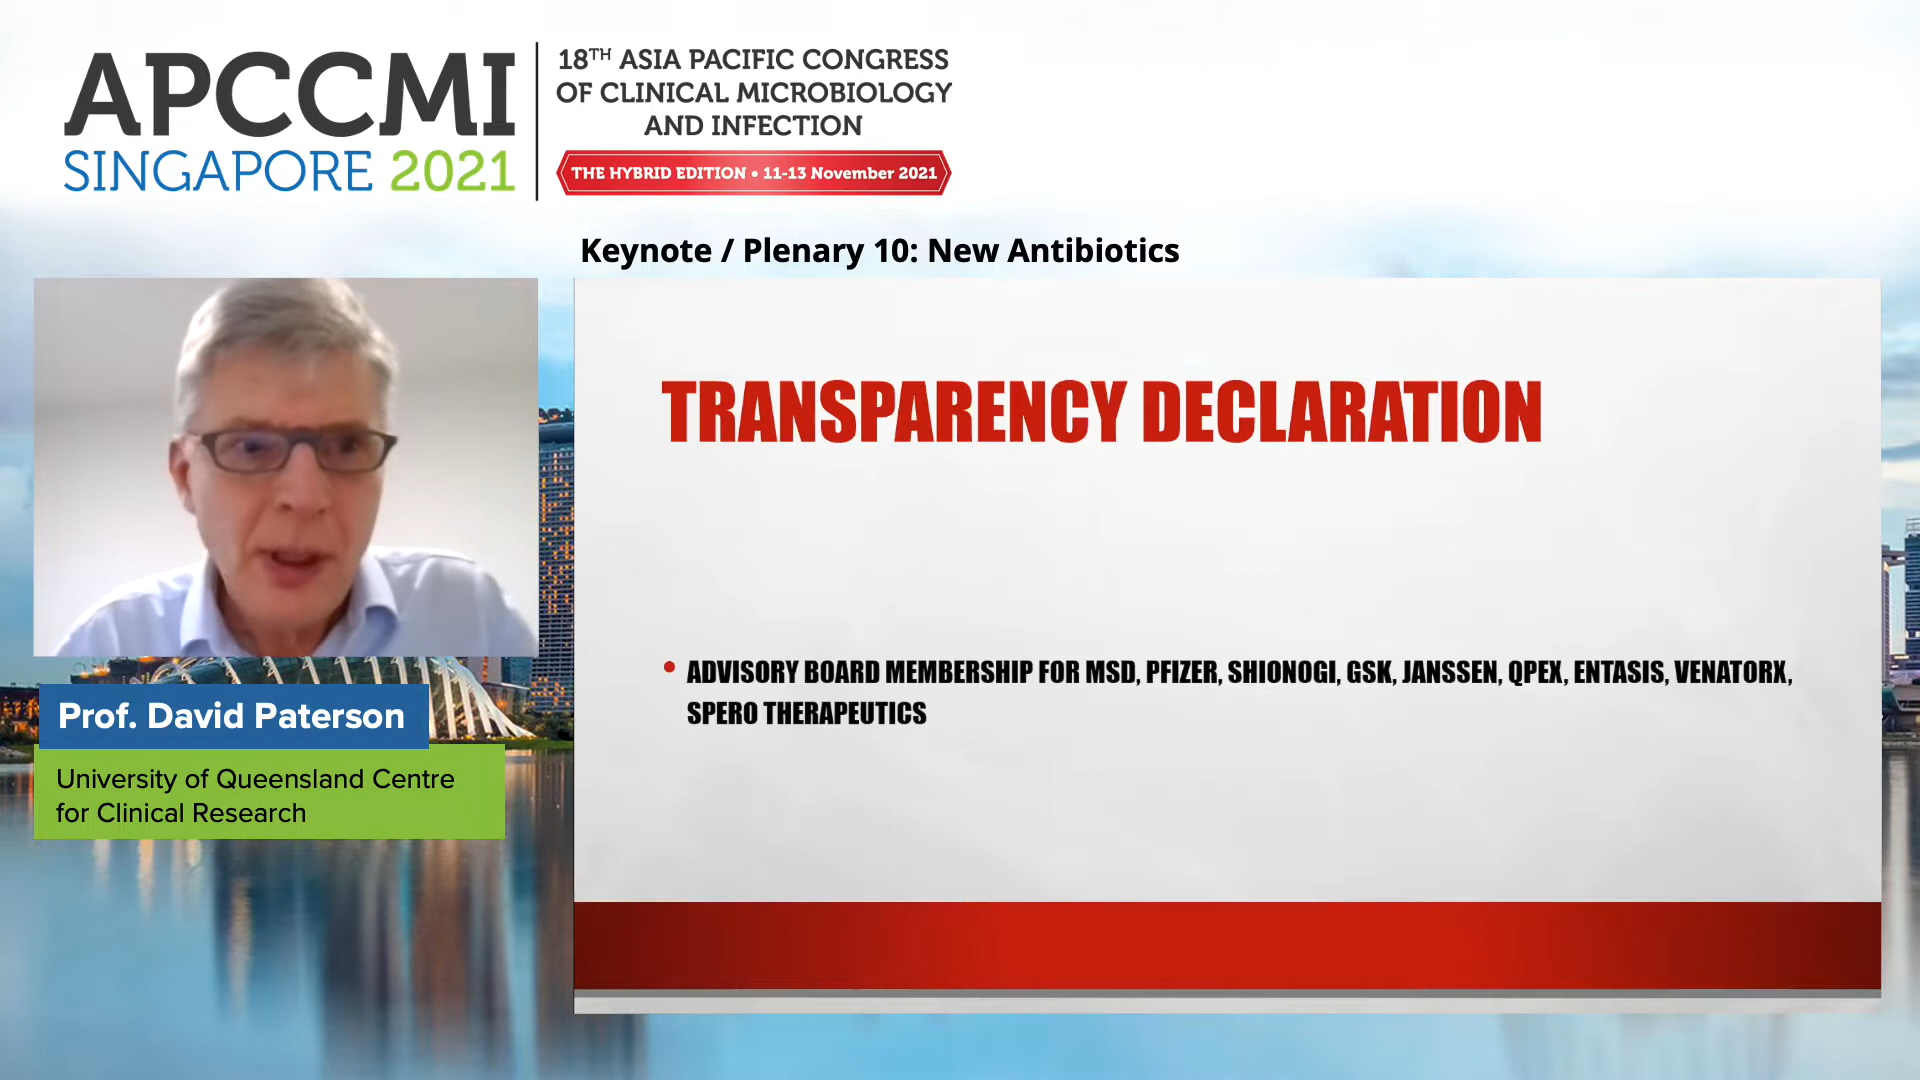 APCCMI
SINGAPORE 2021
18TH ASIA PACIFIC CONGRESS
OF CLINICAL MICROBIOLOGY
AND INFECTION
THE HYBRID EDITION • 11-13 November 2021
Keynote / Plenary 10: New Antibiotics
TRANSPARENCY DECLARATION
• ADVISORY BOARD MEMBERSHIP FOR MSD, PFIZER, SHIONOGI, GSK, JANSSEN, QPEX, ENTASIS, VENATORX,
SPERO THERAPEUTICS
Prof. David Paterson
University of Queensland Centre
for Clinical Research